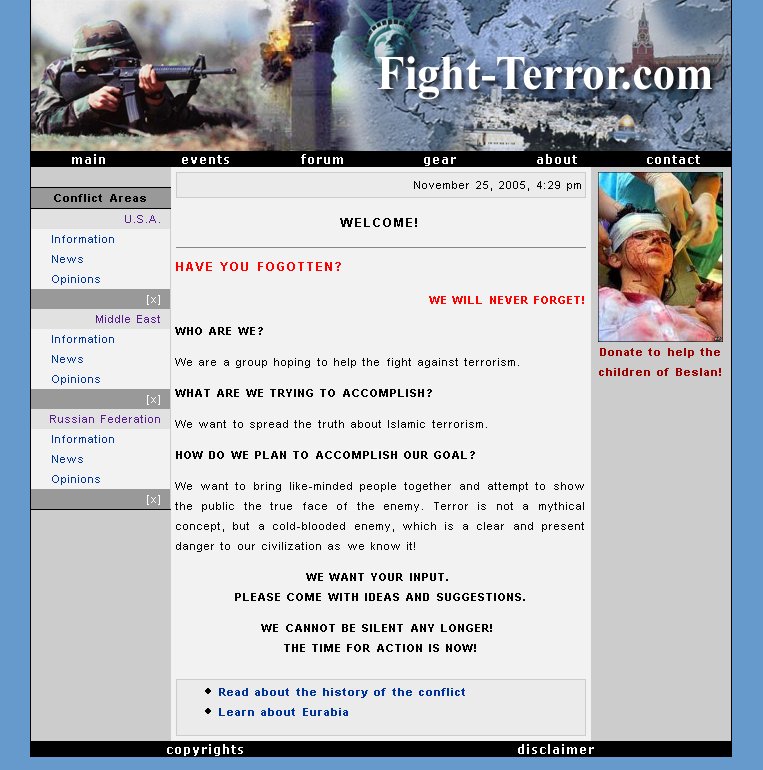 Fight-Terror.com
main events forum gear about contact
November 25, 2005, 4:29 pm
Conflict Areas
U.S.A.
Information
News
Opinions
[x]
Middle East
Information
News
Opinions
[x]
Russian Federation
Information
News
Opinions
[x]
WELCOME!
HAVE YOU FOGOTTEN?
WE WILL NEVER FORGET!
WHO ARE WE?
We are a group hoping to help the fight against terrorism.
WHAT ARE WE TRYING TO ACCOMPLISH?
We want to spread the truth about Islamic terrorism.
HOW DO WE PLAN TO ACCOMPLISH OUR GOAL?
We want to bring like-minded people together and attempt to show
the public the true face of the enemy. Terror is not a mythical
concept, but a cold-blooded enemy, which is a clear and present
danger to our civilization as we know it!
WE WANT YOUR INPUT.
PLEASE COME WITH IDEAS AND SUGGESTIONS.
WE CANNOT BE SILENT ANY LONGER!
THE TIME FOR ACTION IS NOW!
Read about the history of the conflict
Learn about Eurabia
Donate to help the
children of Beslan!
copyrights disclaimer